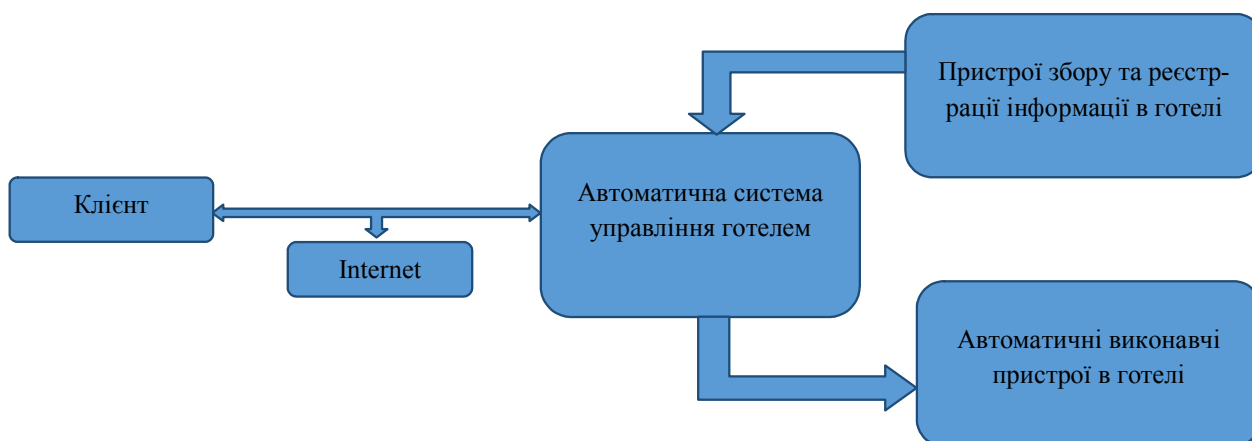 Пристрої збору та реєстр-
рації інформації в готелі
Автоматична система
управління готелем
Клієнт
Internet
Автоматичні виконавчі
пристрої в готелі